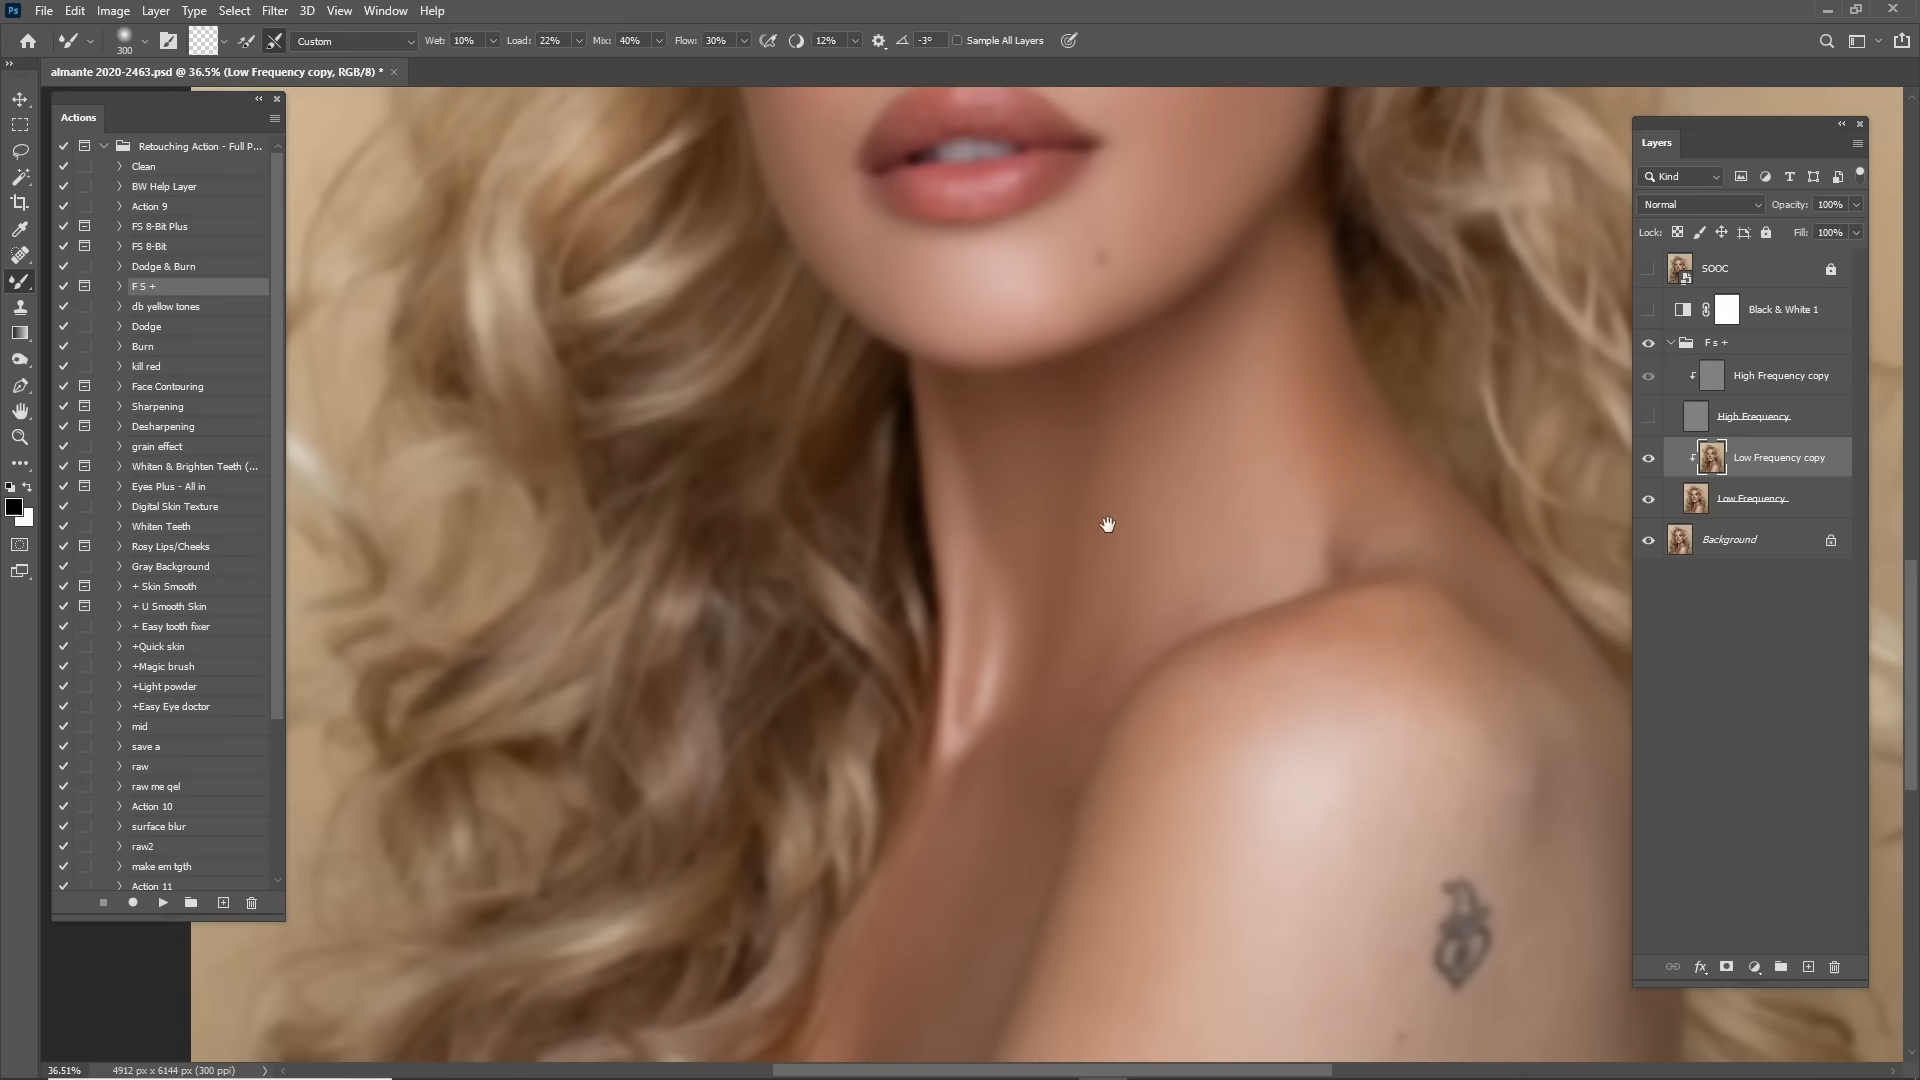 Ps File Edit Image Layer Type Select Filter 3D View Window Help
300 Custom Wet: 10% Load: 22% Mix: 40% Flow: 30% 12% -3° Sample All Layers
almante 2020-2463.psd @ 36.5% (Low Frequency copy, RGB/8) *
Actions
Retouching Action - Full P...
Clean
BW Help Layer
Action 9
FS 8-Bit Plus
FS 8-Bit
Dodge & Burn
F S +
db yellow tones
Dodge
Burn
kill red
Face Contouring
Sharpening
Desharpening
grain effect
Whiten & Brighten Teeth (...
Eyes Plus - All in
Digital Skin Texture
Whiten Teeth
Rosy Lips/Cheeks
Gray Background
+ Skin Smooth
+ U Smooth Skin
+ Easy tooth fixer
+Quick skin
+Magic brush
+Light powder
+Easy Eye doctor
mid
save a
raw
raw me qel
Action 10
surface blur
raw2
make em tgth
Action 11
Layers
Kind
Normal Opacity: 100%
Lock: Fill: 100%
SOOC
Black & White 1
F s +
High Frequency copy
High Frequency
Low Frequency copy
Low Frequency
Background
fx
36.51% 4912 px x 6144 px (300 ppi)